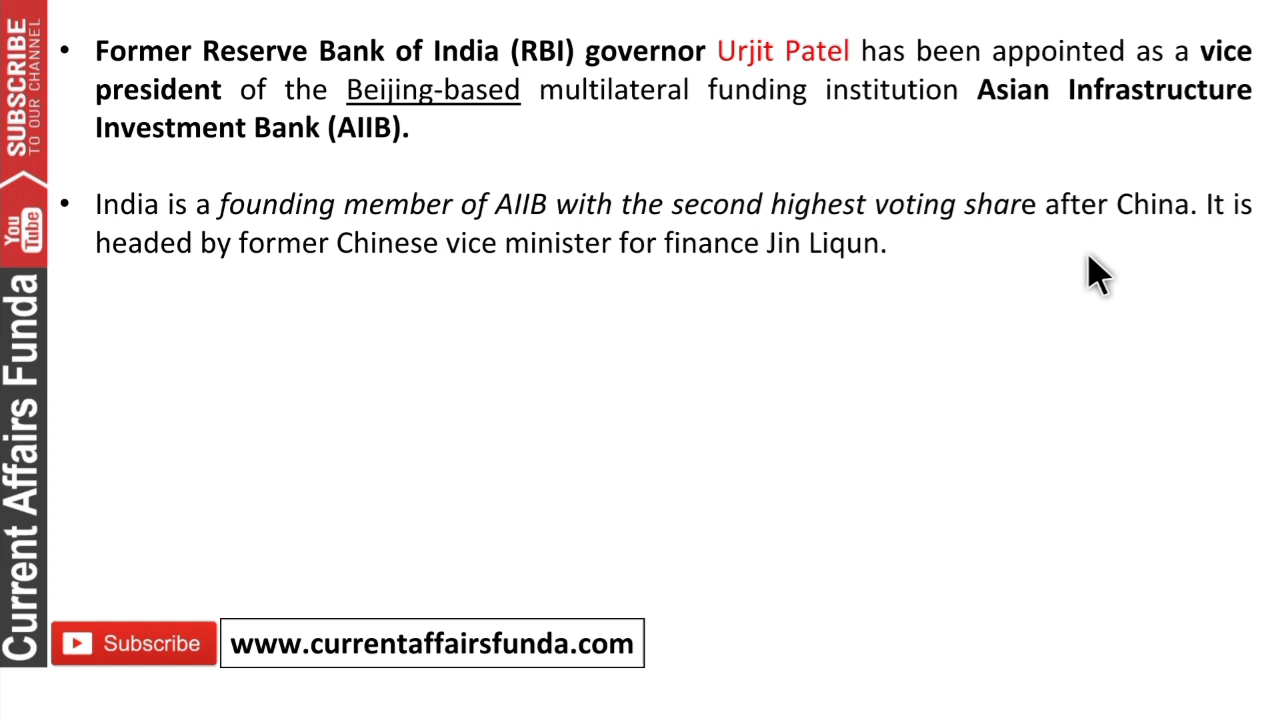 • Former Reserve Bank of India (RBI) governor Urjit Patel has been appointed as a vice
president of the Beijing-based multilateral funding institution Asian Infrastructure
Investment Bank (AIIB).
• India is a founding member of AIIB with the second highest voting share after China. It is
headed by former Chinese vice minister for finance Jin Liqun.
SUBSCRIBE
TO OUR CHANNEL
You
Tube
Current Affairs Funda
Subscribe
www.currentaffairsfunda.com